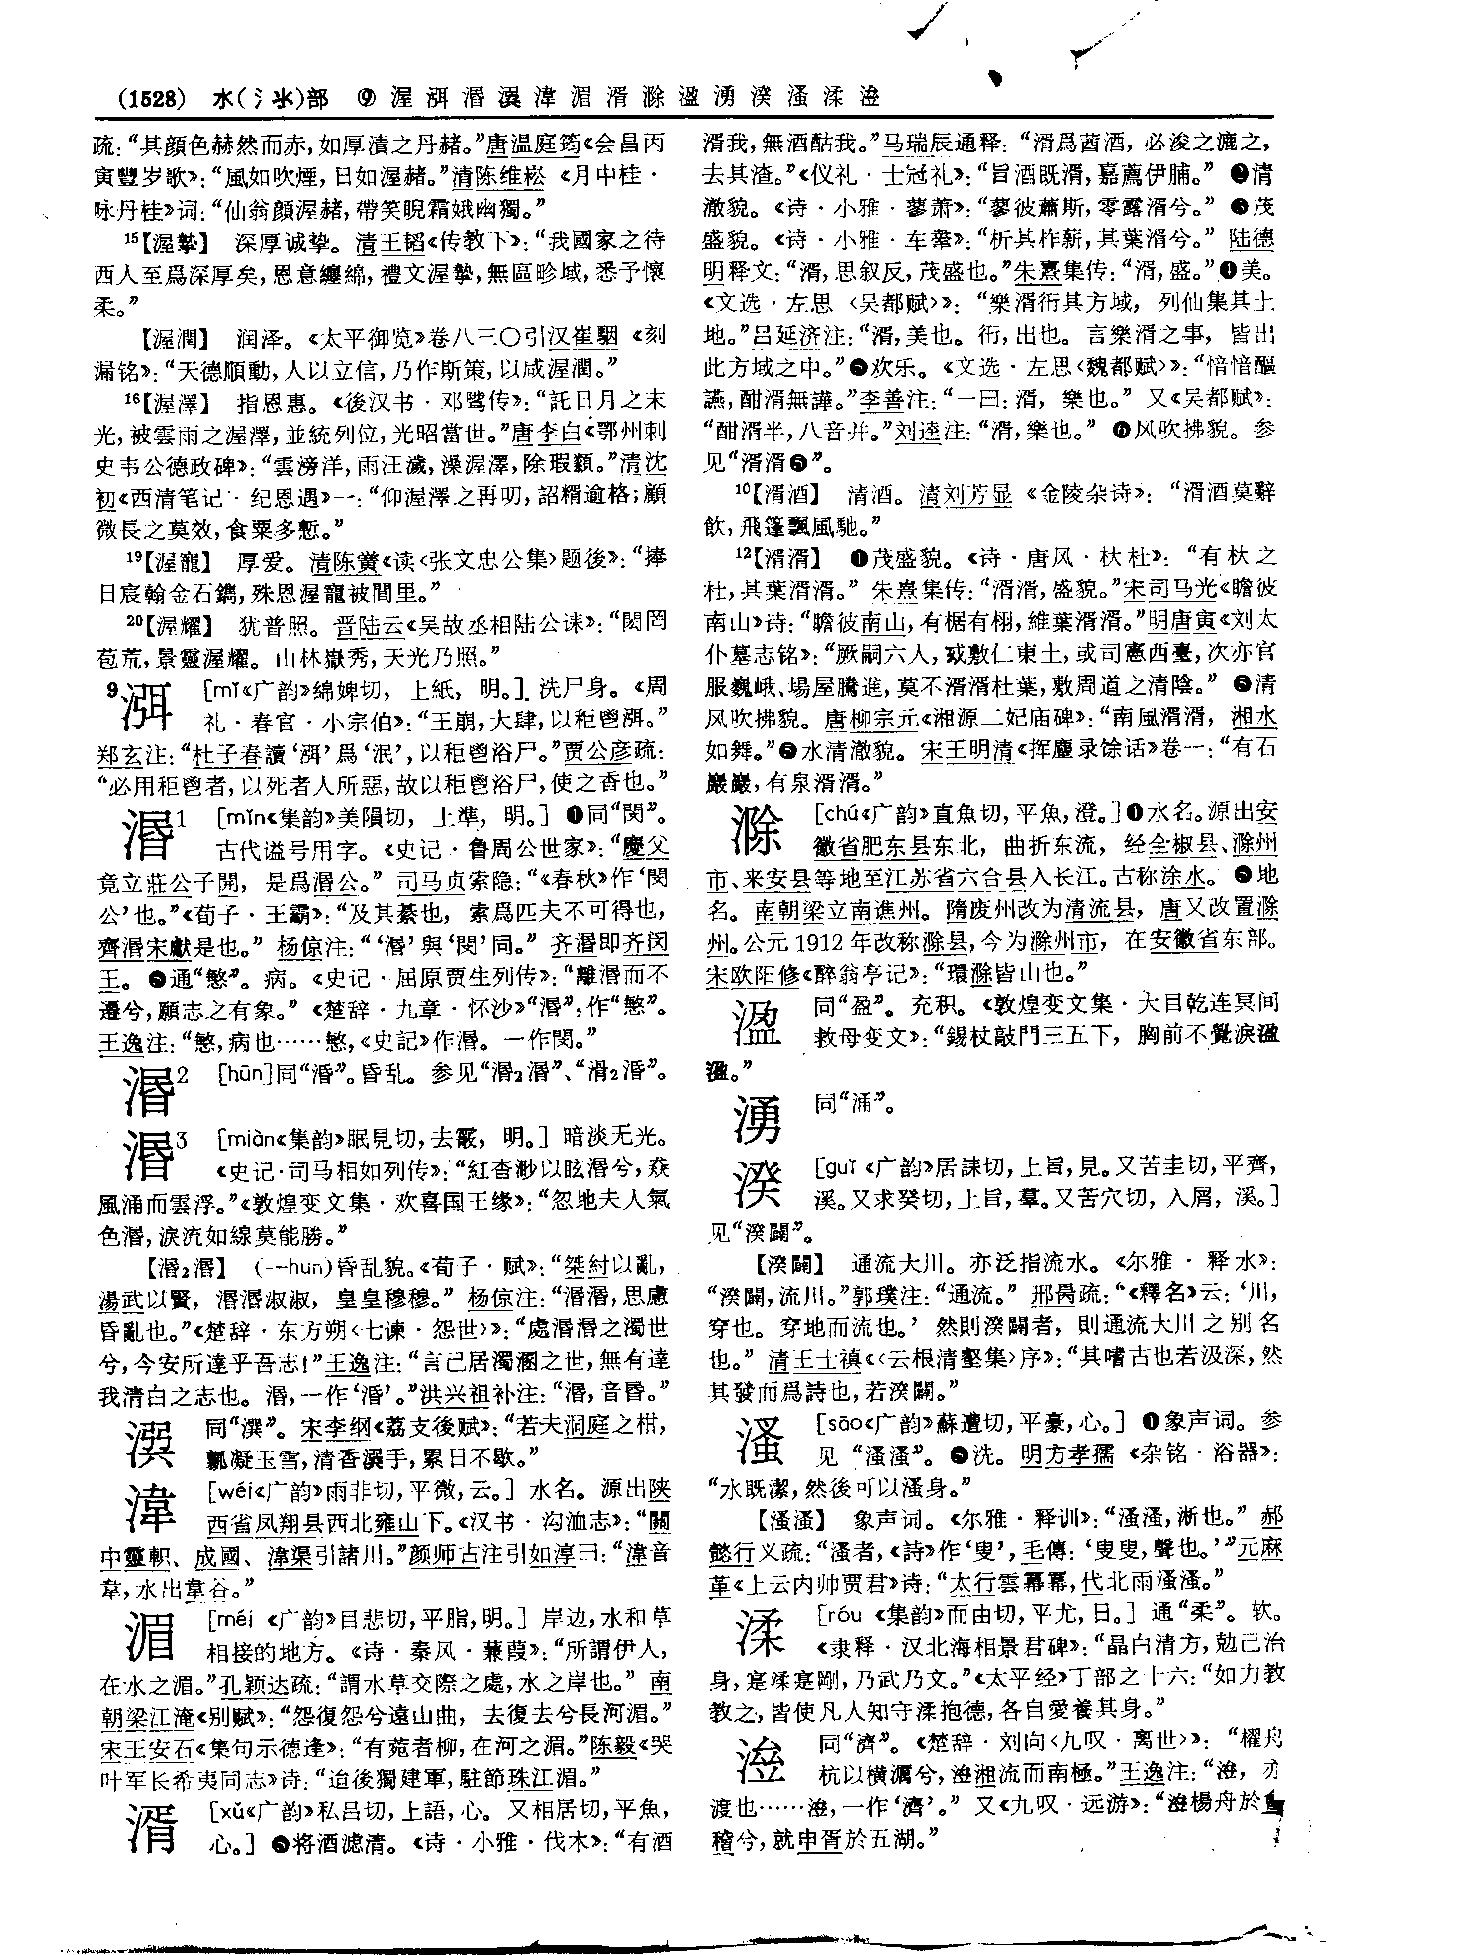 (1528) 水(氵氺)部 ⑨ 渥 渳 湣 潠 湋 湄 湑 滁 溋 湧 湀 溞 渘 㴉
疏：“其顔色赫然而赤，如厚漬之丹赭。”唐温庭筠《会昌丙
寅豐岁歌》：“風如吹煙，日如渥赭。”清陈维崧《月中桂·
咏丹桂》词：“仙翁顔渥赭，帶笑睨霜娥幽獨。”
15【渥摯】 深厚诚挚。清王韬《传教下》：“我國家之待
西人至爲深厚矣，恩意纏綿，禮文渥摯，無區畛域，悉予懷
柔。”
【渥潤】 润泽。《太平御览》卷八三〇引汉崔駰《刻
漏铭》：“天德順動，人以立信，乃作斯策，以咸渥潤。”
16【渥澤】 指恩惠。《後汉书·邓骘传》：“託日月之末
光，被雲雨之渥澤，並統列位，光昭當世。”唐李白《鄂州刺
史韦公德政碑》：“雲滂洋，雨汪濊，澡渥澤，除瑕纇。”清沈
初《西清笔记·纪恩遇》一：“仰渥澤之再叨，詔糈逾格；顧
微長之莫效，食粟多慙。”
19【渥寵】 厚爱。清陈黉《读〈张文忠公集〉题後》：“捧
日宸翰金石鐫，殊恩渥寵被閭里。”
20【渥耀】 犹普照。晋陆云《吴故丞相陆公诔》：“閎罔
苞荒，景靈渥耀。山林嶽秀，天光乃照。”
9渳 [mǐ《广韵》綿婢切，上紙，明。] 洗尸身。《周
礼·春官·小宗伯》：“王崩，大肆，以秬鬯渳。”
郑玄注：“杜子春讀‘渳’爲‘泯’，以秬鬯浴尸。”贾公彦疏：
“必用秬鬯者，以死者人所惡，故以秬鬯浴尸，使之香也。”
湣1 [mǐn《集韵》美隕切，上準，明。] ❶同“閔”。
古代谥号用字。《史记·鲁周公世家》：“慶父
竟立莊公子開，是爲湣公。”司马贞索隐：“《春秋》作‘閔
公’也。”《荀子·王霸》：“及其綦也，索爲匹夫不可得也，
齊湣宋獻是也。”杨倞注：“‘湣’與‘閔’同。”齐湣即齐闵
王。❷通“慜”。病。《史记·屈原贾生列传》：“離湣而不
遷兮，願志之有象。”《楚辞·九章·怀沙》“湣”作“慜”。
王逸注：“慜，病也……慜，《史記》作湣。一作閔。”
湣2 [hūn]同“涽”。昏乱。参见“湣2湣”、“滑2湣”。
湣3 [miàn《集韵》眠見切，去霰，明。] 暗淡无光。
《史记·司马相如列传》：“紅杳渺以眩湣兮，猋
風涌而雲浮。”《敦煌变文集·欢喜国王缘》：“忽地夫人氣
色湣，淚流如線莫能勝。”
【湣2湣】 (--hun)昏乱貌。《荀子·赋》：“桀紂以亂，
湯武以賢，湣湣淑淑，皇皇穆穆。”杨倞注：“湣湣，思慮
昏亂也。”《楚辞·东方朔〈七谏·怨世〉》：“處湣湣之濁世
兮，今安所達乎吾志！”王逸注：“言己居濁溷之世，無有達
我清白之志也。湣，一作‘涽’。”洪兴祖补注：“湣，音昬。”
潠 同“潠”。宋李纲《荔支後赋》：“若夫洞庭之柑，
瓤凝玉雪，清香潠手，累日不歇。”
湋 [wéi《广韵》雨非切，平微，云。] 水名。源出陕
西省凤翔县西北雍山下。《汉书·沟洫志》：“關
中靈軹、成國、湋渠引諸川。”颜师古注引如淳曰：“湋音
韋，水出韋谷。”
湄 [méi《广韵》目悲切，平脂，明。] 岸边，水和草
相接的地方。《诗·秦风·蒹葭》：“所謂伊人，
在水之湄。”孔颖达疏：“謂水草交際之處，水之岸也。”南
朝梁江淹《别赋》：“怨復怨兮遠山曲，去復去兮長河湄。”
宋王安石《集句示德逢》：“有菀者柳，在河之湄。”陈毅《哭
叶军长希夷同志》诗：“迨後獨建軍，駐節珠江湄。”
湑 [xǔ《广韵》私吕切，上語，心。又相居切，平魚，
心。] ❶将酒滤清。《诗·小雅·伐木》：“有酒
湑我，無酒酤我。”马瑞辰通释：“湑爲茜酒，必浚之漉之，
去其渣。”《仪礼·士冠礼》：“旨酒既湑，嘉薦伊脯。”❷清
澈貌。《诗·小雅·蓼萧》：“蓼彼蕭斯，零露湑兮。”❸茂
盛貌。《诗·小雅·车舝》：“析其柞薪，其葉湑兮。”陆德
明释文：“湑，思叙反，茂盛也。”朱熹集传：“湑，盛。”❹美。
《文选·左思〈吴都赋〉》：“樂湑衎其方域，列仙集其土
地。”吕延济注：“湑，美也。衎，出也。言樂湑之事，皆出
此方域之中。”❺欢乐。《文选·左思〈魏都赋〉》：“愔愔醧
讌，酣湑無譁。”李善注：“一曰：湑，樂也。”又《吴都赋》：
“酣湑半，八音并。”刘逵注：“湑，樂也。”❻风吹拂貌。参
见“湑湑❷”。
10【湑酒】 清酒。清刘芳显《金陵杂诗》：“湑酒莫辭
飲，飛篷飄風馳。”
12【湑湑】 ❶茂盛貌。《诗·唐风·杕杜》：“有杕之
杜，其葉湑湑。”朱熹集传：“湑湑，盛貌。”宋司马光《瞻彼
南山》诗：“瞻彼南山，有椐有栩，維葉湑湑。”明唐寅《刘太
仆墓志铭》：“厥嗣六人，或敷仁東土，或司憲西臺，次亦官
服巍峨、場屋騰進，莫不湑湑杜葉，敷周道之清陰。”❷清
风吹拂貌。唐柳宗元《湘源二妃庙碑》：“南風湑湑，湘水
如舞。”❸水清澈貌。宋王明清《挥麈录馀话》卷一：“有石
巖巖，有泉湑湑。”
滁 [chú《广韵》直魚切，平魚，澄。]❶水名。源出安
徽省肥东县东北，曲折东流，经全椒县、滁州
市、来安县等地至江苏省六合县入长江。古称涂水。❷地
名。南朝梁立南谯州。隋废州改为清流县，唐又改置滁
州。公元1912年改称滁县，今为滁州市，在安徽省东部。
宋欧阳修《醉翁亭记》：“環滁皆山也。”
溋 同“盈”。充积。《敦煌变文集·大目乾连冥间
救母变文》：“錫杖敲門三五下，胸前不覺淚溋
溋。”
湧 同“涌”。
湀 [guǐ《广韵》居誄切，上旨，見。又苦圭切，平齊，
溪。又求癸切，上旨，羣。又苦穴切，入屑，溪。]
见“湀闢”。
【湀闢】 通流大川。亦泛指流水。《尔雅·释水》：
“湀闢，流川。”郭璞注：“通流。”邢昺疏：“《釋名》云：‘川，
穿也。穿地而流也。’然則湀闢者，則通流大川之别名
也。”清王士禛《〈云根清壑集〉序》：“其嗜古也若汲深，然
其發而爲詩也，若湀闢。”
溞 [sāo《广韵》蘇遭切，平豪，心。] ❶象声词。参
见“溞溞”。❷洗。明方孝孺《杂铭·浴器》：
“水既潔，然後可以溞身。”
【溞溞】 象声词。《尔雅·释训》：“溞溞，淅也。”郝
懿行义疏：“溞者，《詩》作‘叟’，毛傳：‘叟叟，聲也。’”元麻
革《上云内帅贾君》诗：“太行雲冪冪，代北雨溞溞。”
渘 [róu《集韵》而由切，平尤，日。] 通“柔”。软。
《隶释·汉北海相景君碑》：“晶白清方，勉己治
身，寔渘寔剛，乃武乃文。”《太平经》丁部之十六：“如力教
教之，皆使凡人知守渘抱德，各自愛養其身。”
㴉 同“濟”。《楚辞·刘向〈九叹·离世〉》：“櫂舟
杭以横濿兮，㴉湘流而南極。”王逸注：“㴉，亦
渡也……㴉，一作‘濟’。”又《九叹·远游》：“㴉楊舟於會
稽兮，就申胥於五湖。”